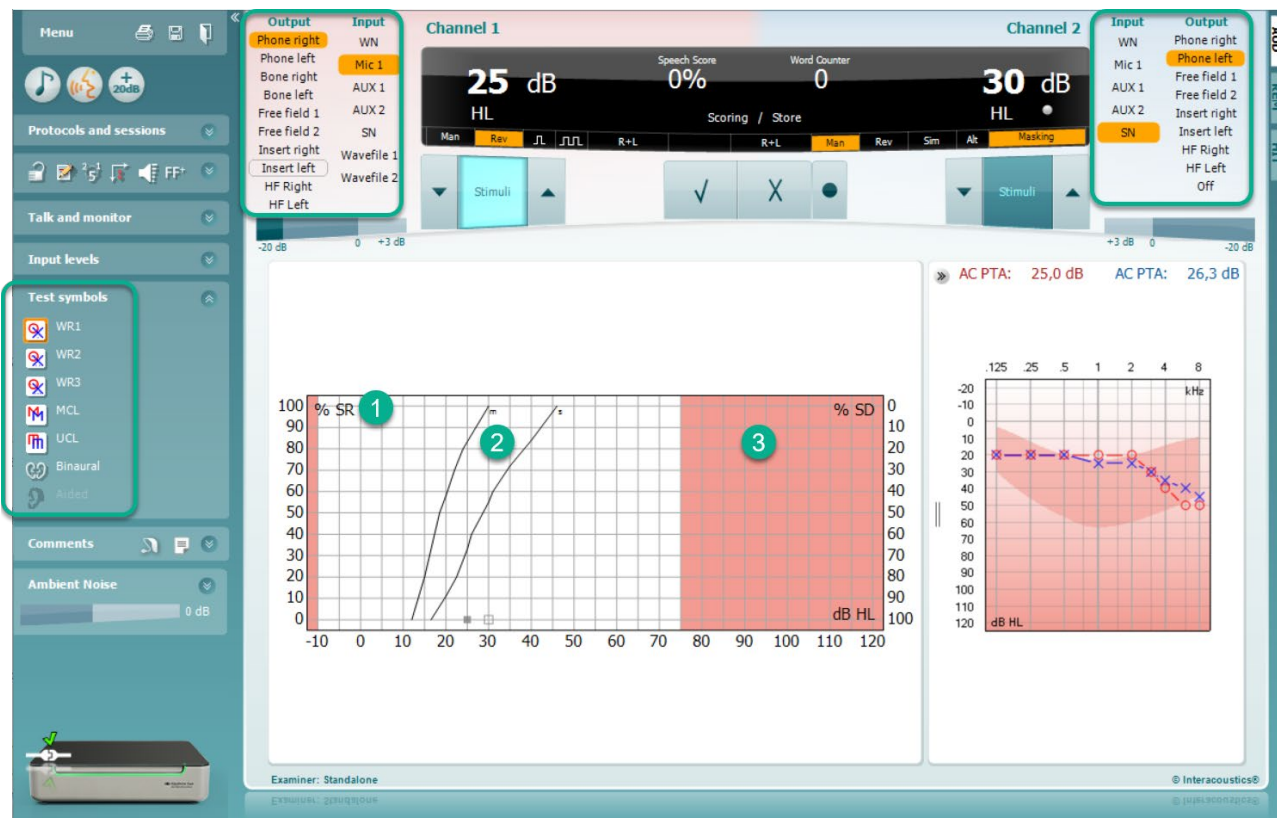 Menu
Protocols and sessions
FF+
Talk and monitor
Input levels
Test symbols
WR1
WR2
WR3
MCL
UCL
Binaural
Aided
Comments
Ambient Noise
0 dB
Output Input
Phone right WN
Phone left Mic 1
Bone right AUX 1
Bone left AUX 2
Free field 1 SN
Free field 2 Wavefile 1
Insert right Wavefile 2
Insert left
HF Right
HF Left
-20 dB 0 +3 dB
Channel 1
Channel 2
25 dB
HL
Speech Score
0%
Word Counter
0
30 dB
HL
Scoring / Store
Man Rev R+L R+L Man Rev Sim Alt Masking
Stimuli
Stimuli
Input Output
WN Phone right
Mic 1 Phone left
AUX 1 Free field 1
AUX 2 Free field 2
SN Insert right
Insert left
HF Right
HF Left
Off
+3 dB 0 -20 dB
AUD
% SR 1
2
3
% SD
m
s
100 90 80 70 60 50 40 30 20 10 0
0 10 20 30 40 50 60 70 80 90 100
dB HL
-10 0 10 20 30 40 50 60 70 80 90 100 110 120
AC PTA: 25,0 dB AC PTA: 26,3 dB
.125 .25 .5 1 2 4 8
kHz
-20 -10 0 10 20 30 40 50 60 70 80 90 100 110 120
dB HL
Examiner: Standalone
© Interacoustics®